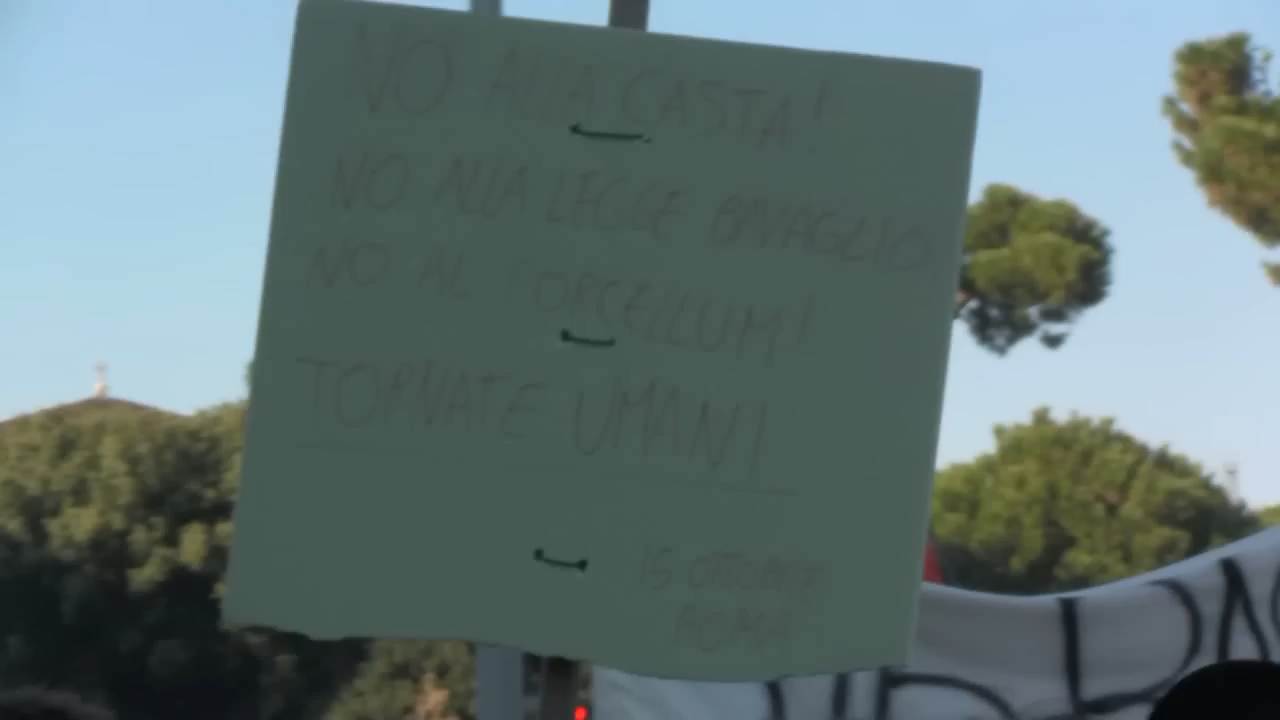 NO ALLA CASTA!
NO ALLA LEGGE BAVAGLIO
NO AL PORCELLUM!
TORNATE UMANI
15 OTTOBRE
ROMA